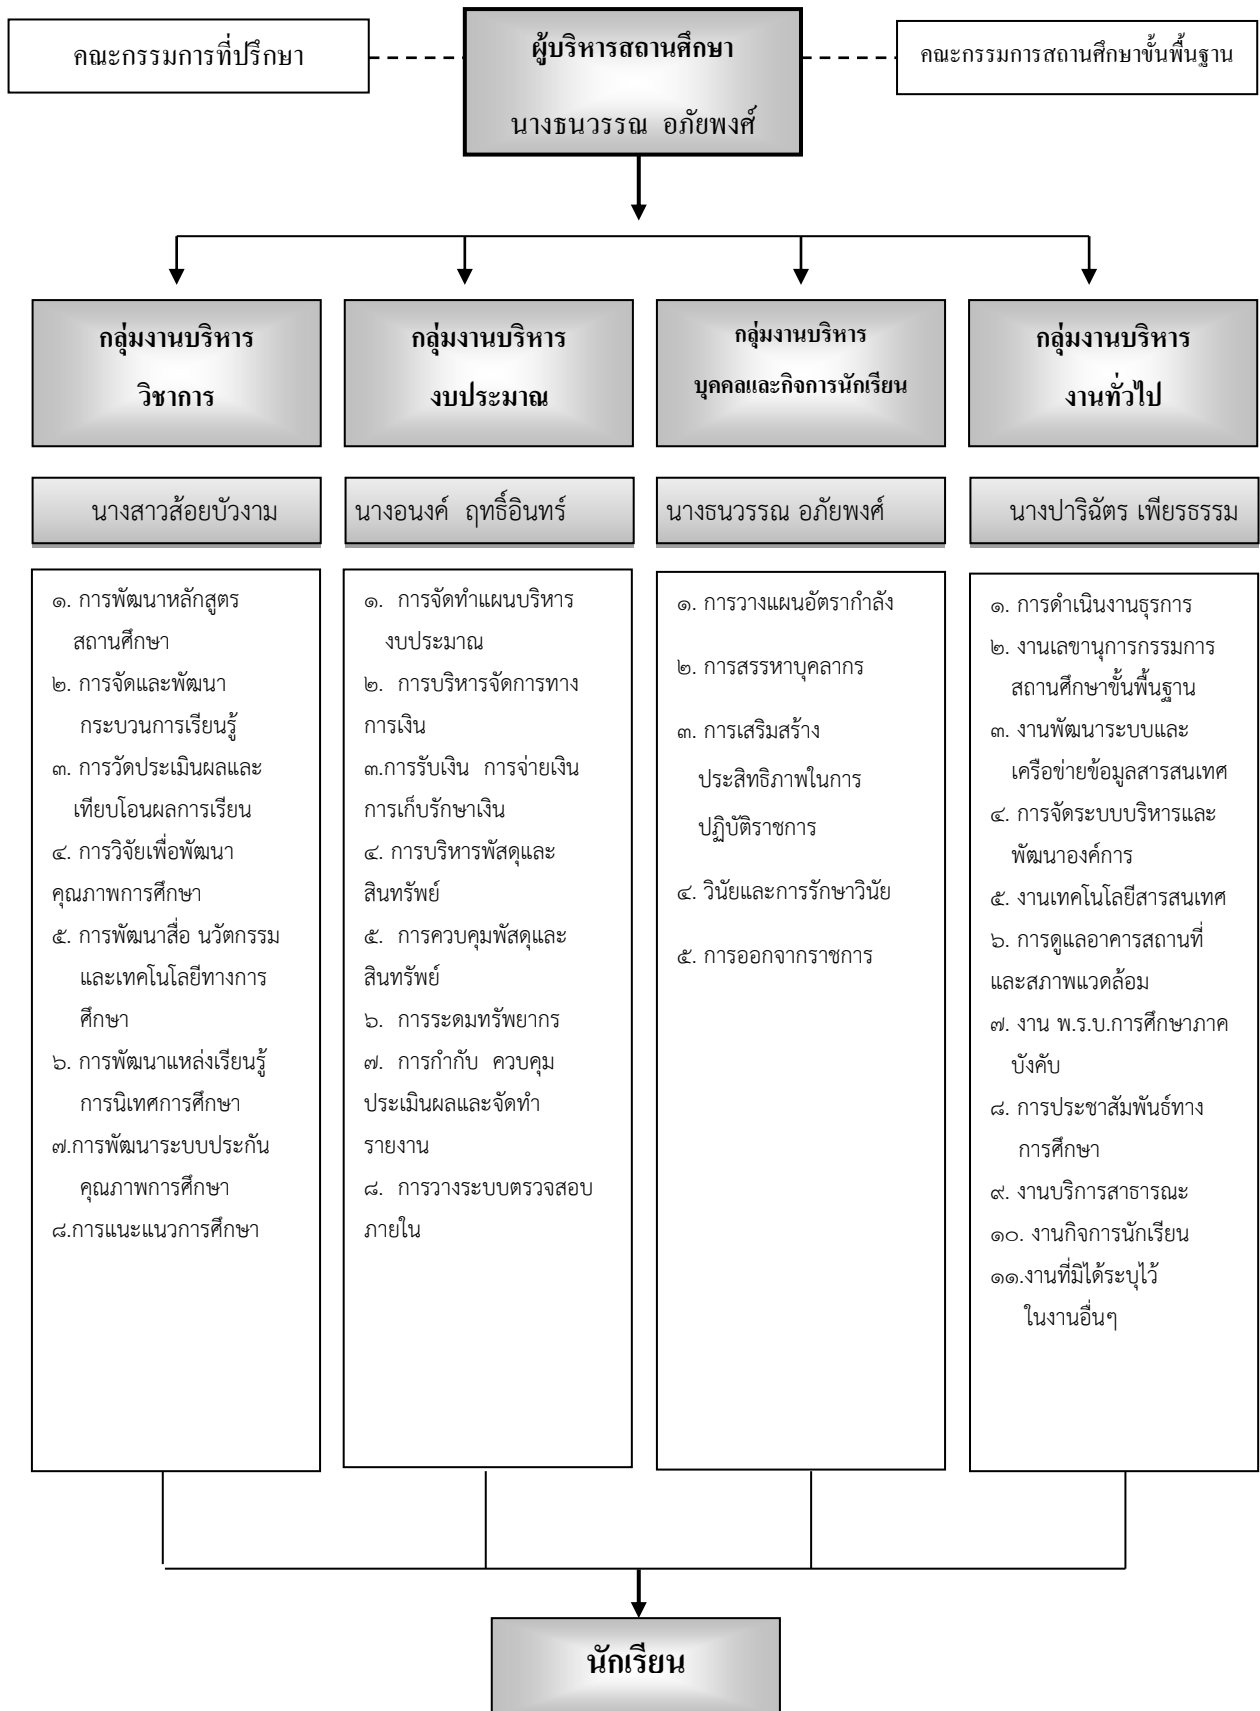 คณะกรรมการที่ปรึกษา
ผู้บริหารสถานศึกษา
นางธนวรรณ อภัยพงศ์
คณะกรรมการสถานศึกษาขั้นพื้นฐาน
กลุ่มงานบริหาร
วิชาการ
กลุ่มงานบริหาร
งบประมาณ
กลุ่มงานบริหาร
บุคคลและกิจการนักเรียน
กลุ่มงานบริหาร
งานทั่วไป
นางสาวส้อยบัวงาม
นางอนงค์ ฤทธิ์อินทร์
นางธนวรรณ อภัยพงศ์
นางปาริฉัตร เพียรธรรม
๑. การพัฒนาหลักสูตร
สถานศึกษา
๒. การจัดและพัฒนา
กระบวนการเรียนรู้
๓. การวัดประเมินผลและ
เทียบโอนผลการเรียน
๔. การวิจัยเพื่อพัฒนา
คุณภาพการศึกษา
๕. การพัฒนาสื่อ นวัตกรรม
และเทคโนโลยีทางการ
ศึกษา
๖. การพัฒนาแหล่งเรียนรู้
การนิเทศการศึกษา
๗.การพัฒนาระบบประกัน
คุณภาพการศึกษา
๘.การแนะแนวการศึกษา
๑. การจัดทำแผนบริหาร
งบประมาณ
๒. การบริหารจัดการทาง
การเงิน
๓.การรับเงิน การจ่ายเงิน
การเก็บรักษาเงิน
๔. การบริหารพัสดุและ
สินทรัพย์
๕. การควบคุมพัสดุและ
สินทรัพย์
๖. การระดมทรัพยากร
๗. การกำกับ ควบคุม
ประเมินผลและจัดทำ
รายงาน
๘. การวางระบบตรวจสอบ
ภายใน
๑. การวางแผนอัตรากำลัง
๒. การสรรหาบุคลากร
๓. การเสริมสร้าง
ประสิทธิภาพในการ
ปฏิบัติราชการ
๔. วินัยและการรักษาวินัย
๕. การออกจากราชการ
๑. การดำเนินงานธุรการ
๒. งานเลขานุการกรรมการ
สถานศึกษาขั้นพื้นฐาน
๓. งานพัฒนาระบบและ
เครือข่ายข้อมูลสารสนเทศ
๔. การจัดระบบบริหารและ
พัฒนาองค์การ
๕. งานเทคโนโลยีสารสนเทศ
๖. การดูแลอาคารสถานที่
และสภาพแวดล้อม
๗. งาน พ.ร.บ.การศึกษาภาค
บังคับ
๘. การประชาสัมพันธ์ทาง
การศึกษา
๙. งานบริการสาธารณะ
๑๐. งานกิจการนักเรียน
๑๑.งานที่มิได้ระบุไว้
ในงานอื่นๆ
นักเรียน